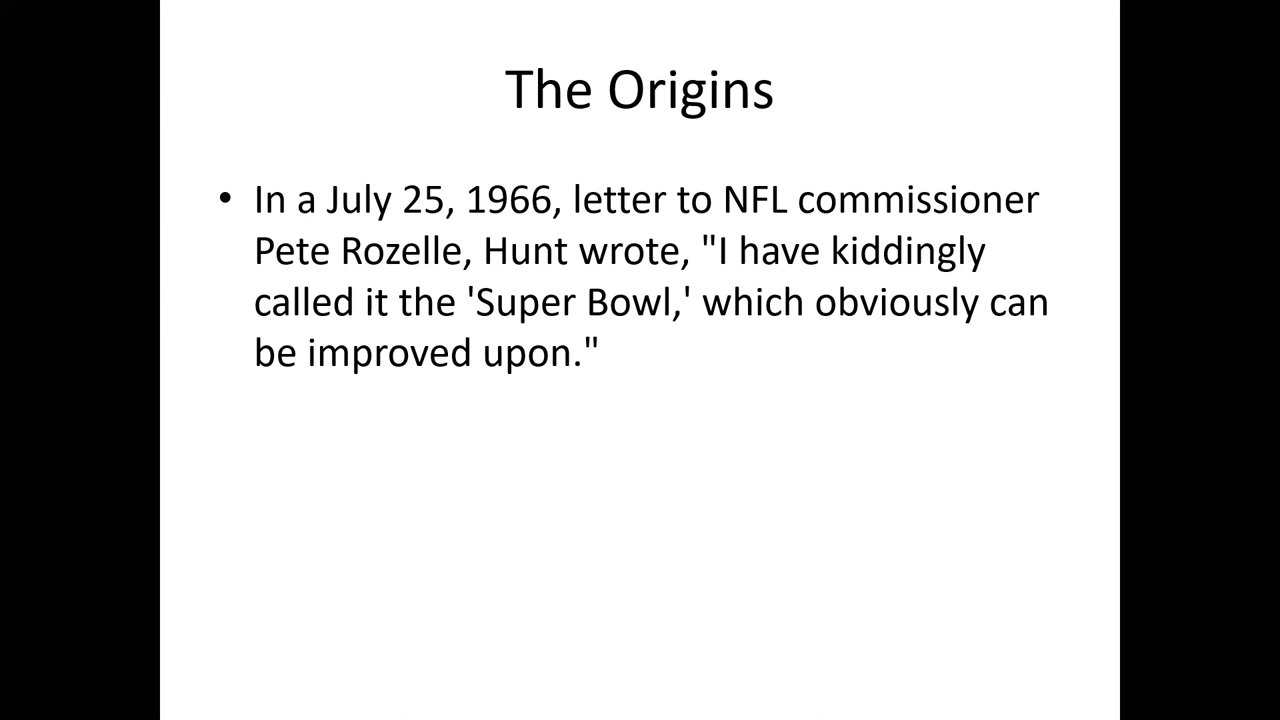 The Origins
• In a July 25, 1966, letter to NFL commissioner
Pete Rozelle, Hunt wrote, "I have kiddingly
called it the 'Super Bowl,' which obviously can
be improved upon."